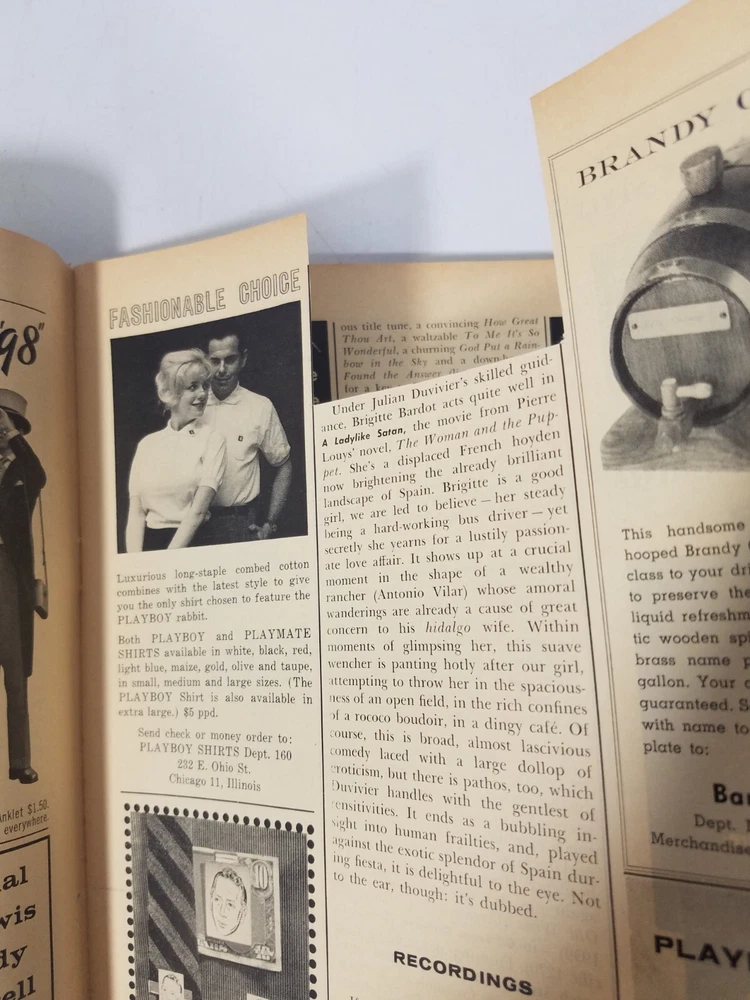 "98"
anklet $1.50.
everywhere.
al
wis
dy
ell
FASHIONABLE CHOICE
Luxurious long-staple combed cotton
combines with the latest style to give
you the only shirt chosen to feature the
PLAYBOY rabbit.
Both PLAYBOY and PLAYMATE
SHIRTS available in white, black, red,
light blue, maize, gold, olive and taupe,
in small, medium and large sizes. (The
PLAYBOY Shirt is also available in
extra large.) $5 ppd.
Send check or money order to:
PLAYBOY SHIRTS Dept. 160
232 E. Ohio St.
Chicago 11, Illinois
ous title tune, a convincing How Great
Thou Art, a waltzable To Me It's So
Wonderful, a churning God Put a Rain-
bow in the Sky and a down-h
Found the Answer
for a
Under Julian Duvivier's skilled guid-
ance, Brigitte Bardot acts quite well in
A Ladylike Satan, the movie from Pierre
Louys' novel, The Woman and the Pup-
pet. She's a displaced French hoyden
now brightening the already brilliant
landscape of Spain. Brigitte is a good
girl, we are led to believe — her steady
being a hard-working bus driver — yet
secretly she yearns for a lustily passion-
ate love affair. It shows up at a crucial
moment in the shape of a wealthy
rancher (Antonio Vilar) whose amoral
wanderings are already a cause of great
concern to his hidalgo wife. Within
moments of glimpsing her, this suave
wencher is panting hotly after our girl,
attempting to throw her in the spacious-
ness of an open field, in the rich confines
of a rococo boudoir, in a dingy café. Of
course, this is broad, almost lascivious
comedy laced with a large dollop of
eroticism, but there is pathos, too, which
Duvivier handles with the gentlest of
sensitivities. It ends as a bubbling in-
sight into human frailties, and, played
against the exotic splendor of Spain dur-
ing fiesta, it is delightful to the eye. Not
to the ear, though: it's dubbed.
RECORDINGS
BRANDY
This handsome
hooped Brandy
class to your dri
to preserve the
liquid refreshm
tic wooden spi
brass name p
gallon. Your
guaranteed. S
with name to
plate to:
Bar
Dept.
Merchandise
PLAY